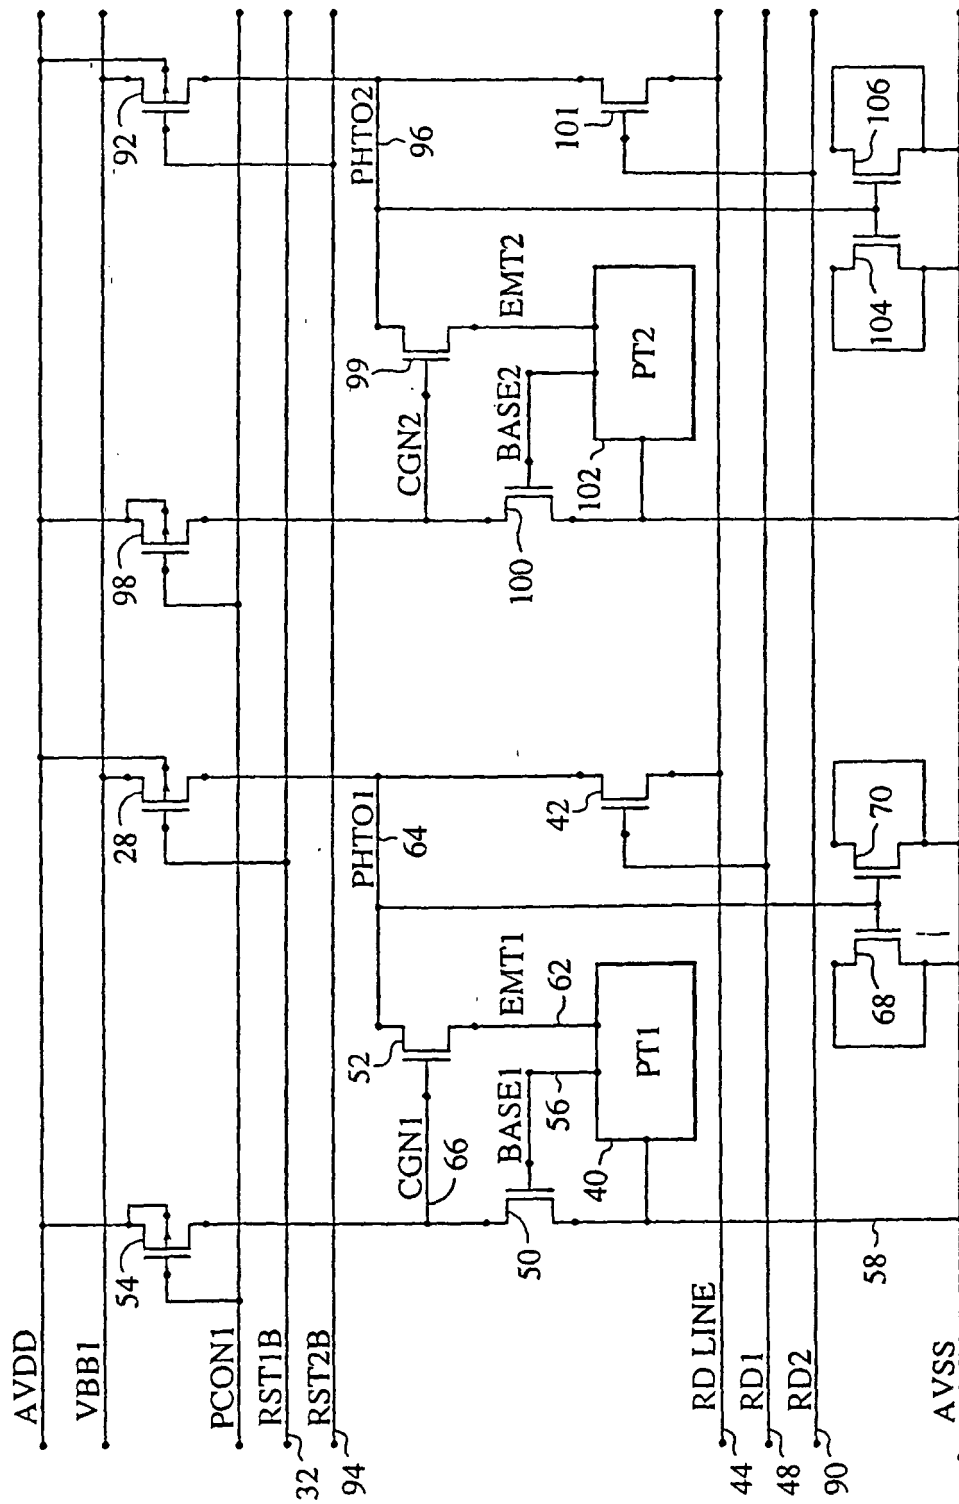 AVDD
VBB1
PCON1
RST1B
32
RST2B
94
54
28
98
92
CGN1
66
52
PHTO1
64
CGN2
99
PHTO2
96
50
BASE1
56
EMT1
62
42
100
BASE2
EMT2
101
40
PT1
102
PT2
RD LINE
44
RD1
48
RD2
90
58
68
70
104
106
AVSS